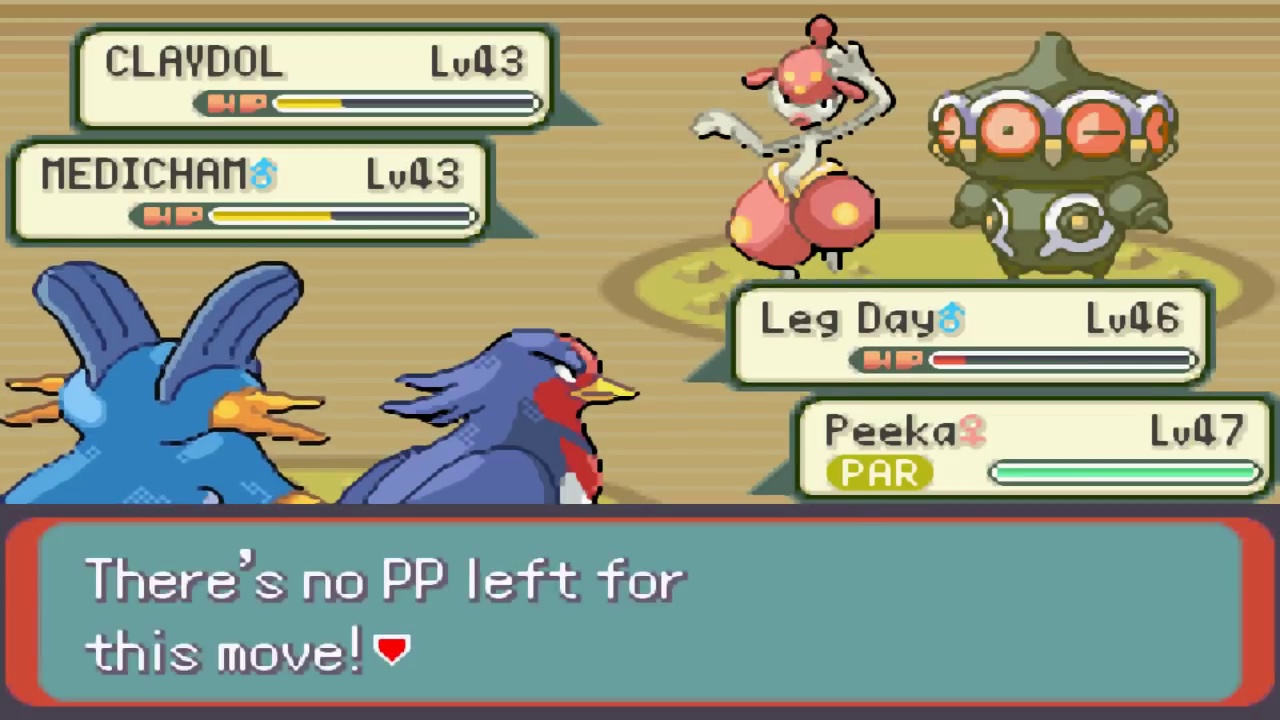 CLAYDOL Lv43
HP
MEDICHAM♂ Lv43
HP
Leg Day♂ Lv46
HP
Peeka♀ Lv47
PAR
There's no PP left for
this move!